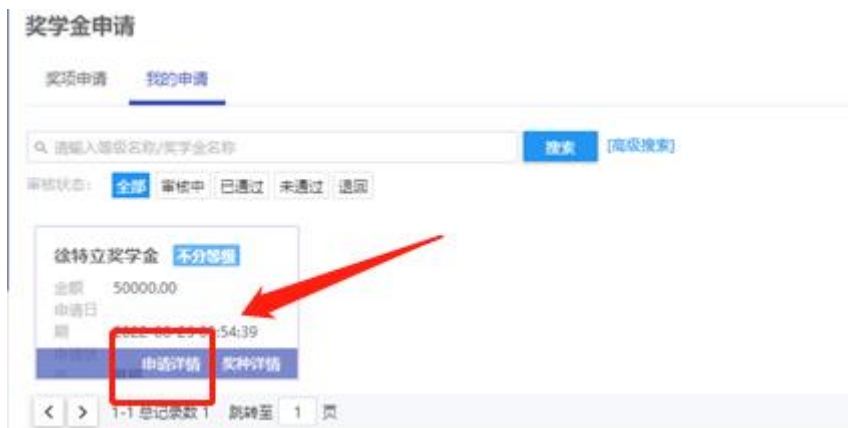 奖学金申请
奖项申请 我的申请
请输入等级名称/奖学金名称 搜索 [高级搜索]
审核状态： 全部 审核中 已通过 未通过 退回
徐特立奖学金 不分等级
金额 50000.00
申请日
期 :54:39
申请详情 奖种详情
1-1 总记录数 1 跳转至 1 页